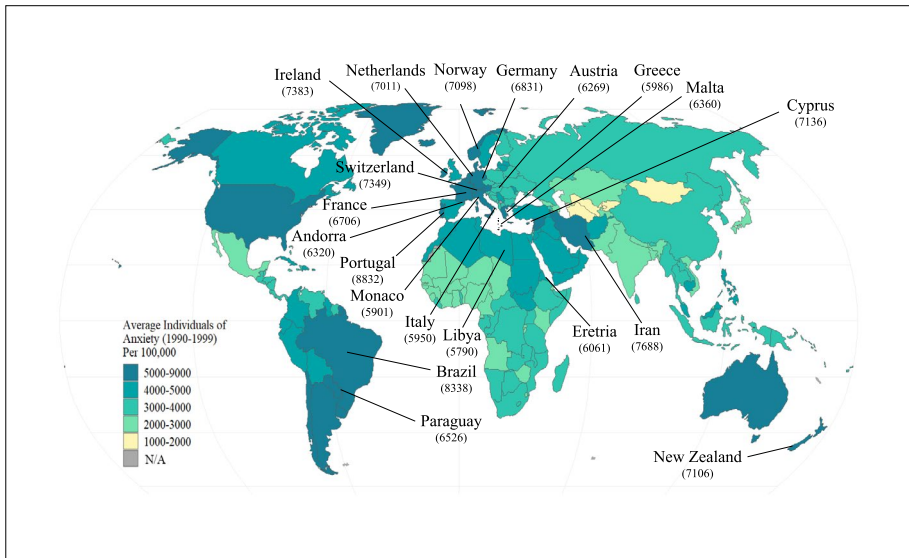 Ireland
(7383)
Netherlands
(7011)
Norway
(7098)
Germany
(6831)
Austria
(6269)
Greece
(5986)
Malta
(6360)
Cyprus
(7136)
Switzerland
(7349)
France
(6706)
Andorra
(6320)
Portugal
(8832)
Monaco
(5901)
Italy
(5950)
Libya
(5790)
Eretria
(6061)
Iran
(7688)
Brazil
(8338)
Paraguay
(6526)
New Zealand
(7106)
Average Individuals of
Anxiety (1990-1999)
Per 100,000
5000-9000
4000-5000
3000-4000
2000-3000
1000-2000
N/A